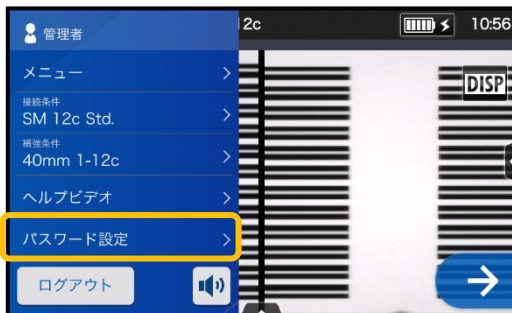 管理者
12c
10:56
メニュー
DISP
接続条件
SM 12c Std.
補強条件
40mm 1-12c
ヘルプビデオ
パスワード設定
ログアウト